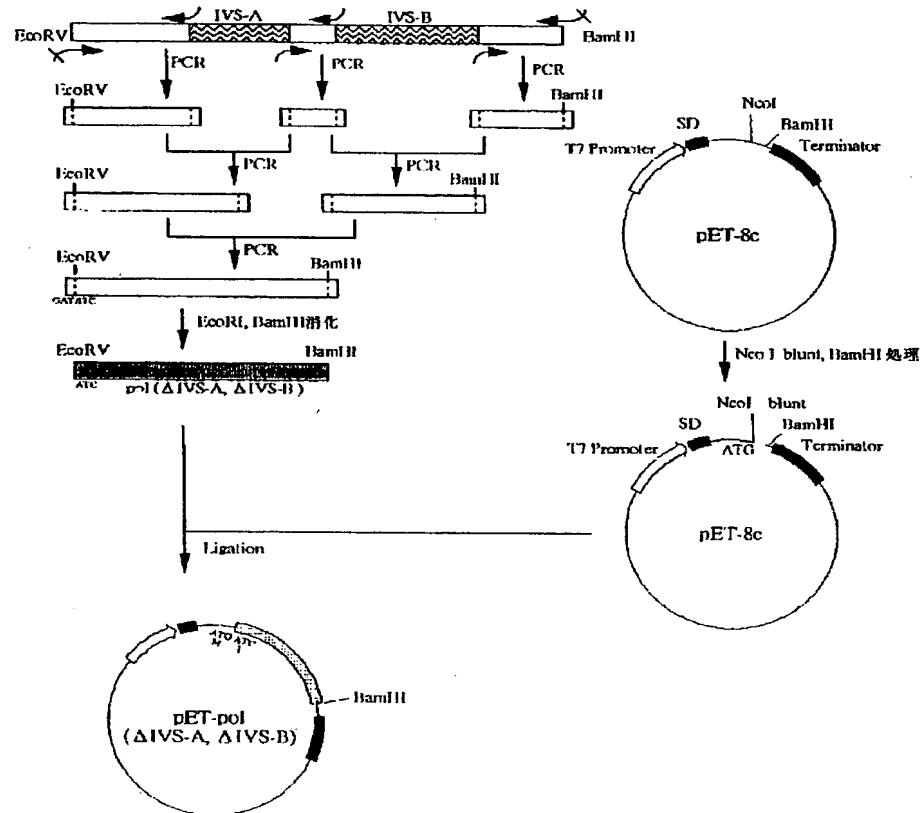 IVS-A
IVS-B
EcoRV
BamHI
PCR
PCR
PCR
EcoRV
BamHI
PCR
PCR
EcoRV
BamHI
PCR
EcoRV
BamHI
GATATC
EcoRI, BamHI消化
EcoRV
BamHI
ATC
pol (ΔIVS-A, ΔIVS-B)
Ligation
BamHI
pET-pol
(ΔIVS-A, ΔIVS-B)
NcoI
SD
BamHI
T7 Promoter
Terminator
pET-8c
Nco I blunt, BamHI 処理
NcoI blunt
SD
BamHI
T7 Promoter
ATG
Terminator
pET-8c